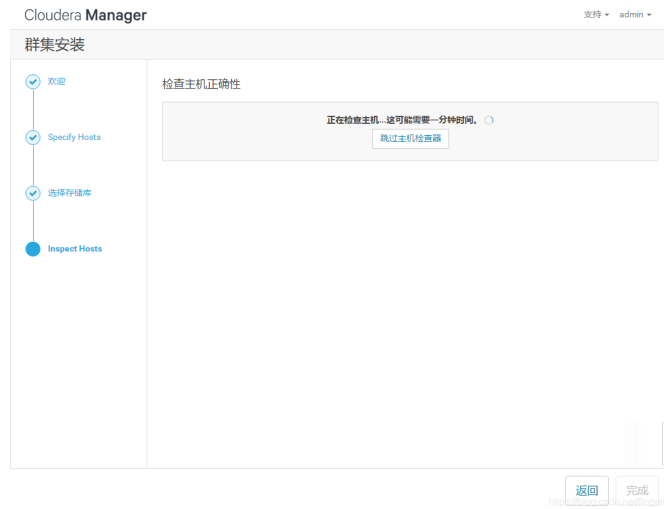 Cloudera Manager
支持
admin
群集安装
欢迎
Specify Hosts
选择存储库
Inspect Hosts
检查主机正确性
正在检查主机...这可能需要一分钟时间。
跳过主机检查器
返回
完成